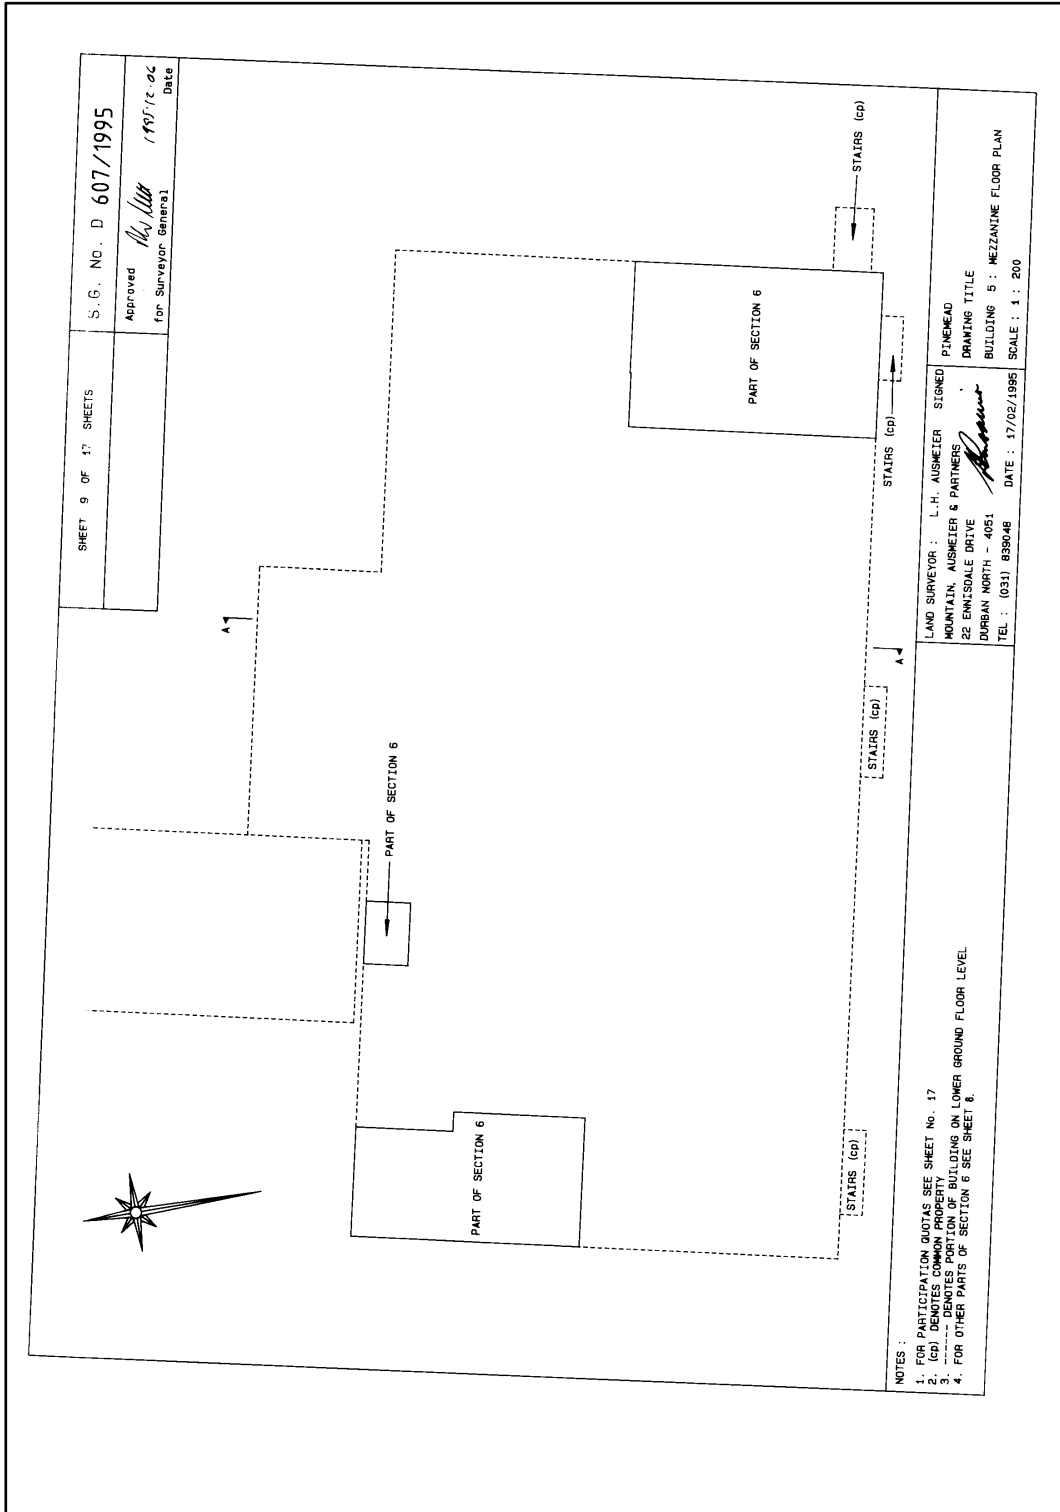 SHEET 9 OF 17 SHEETS
S.G. No. D 607/1995
Approved
1995.12.06
for Surveyor General
Date
A
PART OF SECTION 6
PART OF SECTION 6
PART OF SECTION 6
STAIRS (cp)
STAIRS (cp)
STAIRS (cp)
STAIRS (cp)
A
NOTES :
1. FOR PARTICIPATION QUOTAS SEE SHEET No. 17
2. (cp) DENOTES COMMON PROPERTY
3. ------ DENOTES PORTION OF BUILDING ON LOWER GROUND FLOOR LEVEL
4. FOR OTHER PARTS OF SECTION 6 SEE SHEET 8.
LAND SURVEYOR : L.H. AUSMEIER SIGNED
MOUNTAIN, AUSMEIER & PARTNERS
22 ENNISDALE DRIVE
DURBAN NORTH - 4051
TEL : (031) 839048 DATE : 17/02/1995
PINEMEAD
DRAWING TITLE
BUILDING 5 : MEZZANINE FLOOR PLAN
SCALE : 1 : 200